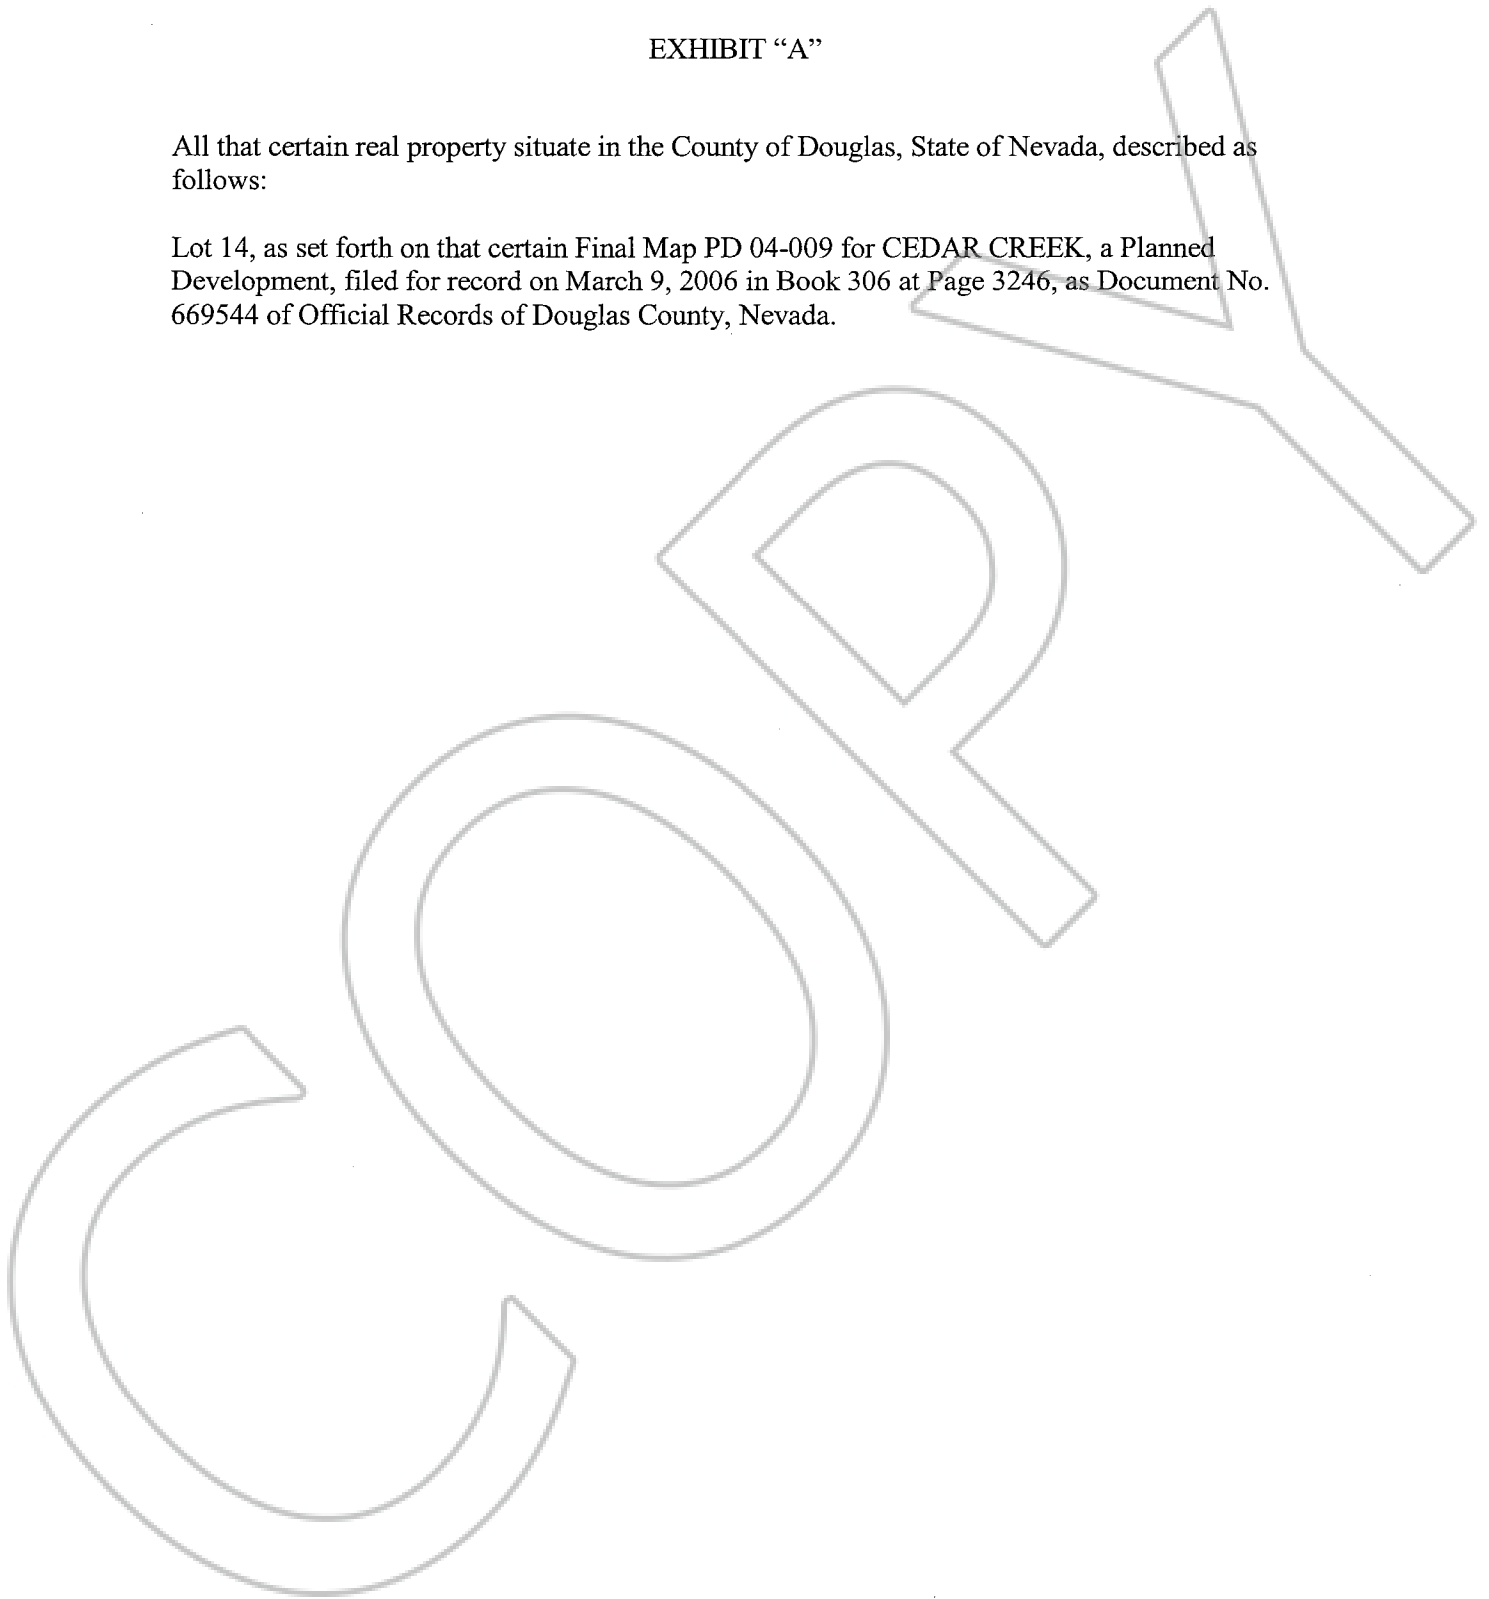 EXHIBIT “A”
All that certain real property situate in the County of Douglas, State of Nevada, described as
follows:
Lot 14, as set forth on that certain Final Map PD 04-009 for CEDAR CREEK, a Planned
Development, filed for record on March 9, 2006 in Book 306 at Page 3246, as Document No.
669544 of Official Records of Douglas County, Nevada.
COPY